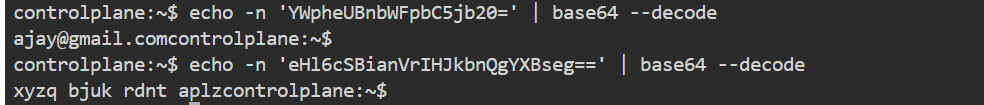 controlplane:~$ echo -n 'YWpheUBnbWFpbC5jb20=' | base64 --decode
ajay@gmail.comcontrolplane:~$
controlplane:~$ echo -n 'eHl6cSBianVrIHJkbnQgYXBseg==' | base64 --decode
xyzq bjuk rdnt aplzcontrolplane:~$